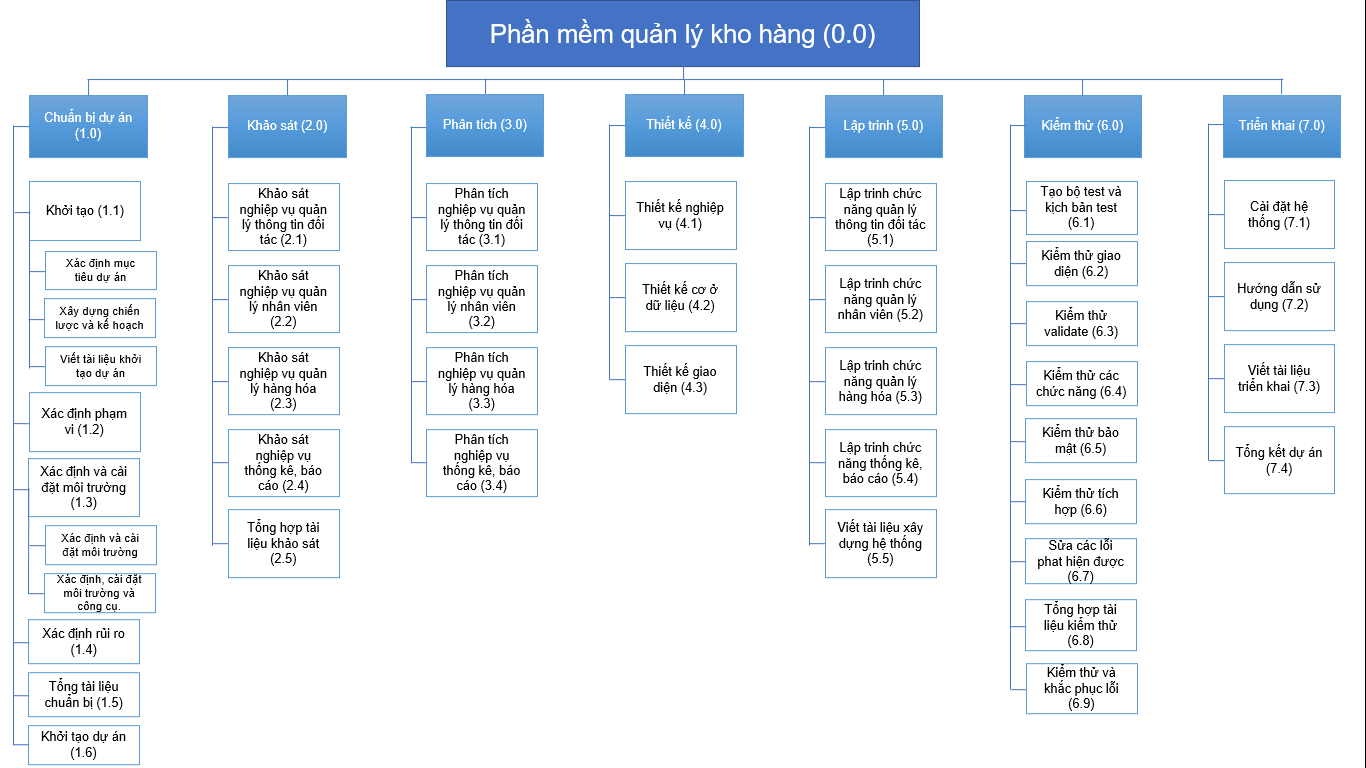 Phần mềm quản lý kho hàng (0.0)
Chuẩn bị dự án
(1.0)
Khởi tạo (1.1)
Xác định mục
tiêu dự án
Xây dựng chiến
lược và kế hoạch
Viết tài liệu khởi
tạo dự án
Xác định phạm
vi (1.2)
Xác định và cài
đặt môi trường
(1.3)
Xác định và cài
đặt môi trường
Xác định, cài đặt
môi trường và
công cụ.
Xác định rủi ro
(1.4)
Tổng tài liệu
chuẩn bị (1.5)
Khởi tạo dự án
(1.6)
Khảo sát (2.0)
Khảo sát
nghiệp vụ quản
lý thông tin đối
tác (2.1)
Khảo sát
nghiệp vụ quản
lý nhân viên
(2.2)
Khảo sát
nghiệp vụ quản
lý hàng hóa
(2.3)
Khảo sát
nghiệp vụ
thống kê, báo
cáo (2.4)
Tổng hợp tài
liệu khảo sát
(2.5)
Phân tích (3.0)
Phân tích
nghiệp vụ quản
lý thông tin đối
tác (3.1)
Phân tích
nghiệp vụ quản
lý nhân viên
(3.2)
Phân tích
nghiệp vụ quản
lý hàng hóa
(3.3)
Phân tích
nghiệp vụ
thống kê, báo
cáo (3.4)
Thiết kế (4.0)
Thiết kế nghiệp
vụ (4.1)
Thiết kế cơ ở
dữ liệu (4.2)
Thiết kế giao
diện (4.3)
Lập trinh (5.0)
Lập trinh chức
năng quản lý
thông tin đối tác
(5.1)
Lập trinh chức
năng quản lý
nhân viên (5.2)
Lập trinh chức
năng quản lý
hàng hóa (5.3)
Lập trinh chức
năng thống kê,
báo cáo (5.4)
Viết tài liệu xây
dựng hệ thống
(5.5)
Kiểm thử (6.0)
Tạo bộ test và
kịch bản test
(6.1)
Kiểm thử giao
diện (6.2)
Kiểm thử
validate (6.3)
Kiểm thử các
chức năng (6.4)
Kiểm thử bảo
mật (6.5)
Kiểm thử tích
hợp (6.6)
Sửa các lỗi
phat hiện được
(6.7)
Tổng hợp tài
liệu kiểm thử
(6.8)
Kiểm thử và
khắc phục lỗi
(6.9)
Triển khai (7.0)
Cài đặt hệ
thống (7.1)
Hướng dẫn sử
dụng (7.2)
Viết tài liệu
triển khai (7.3)
Tổng kết dự án
(7.4)